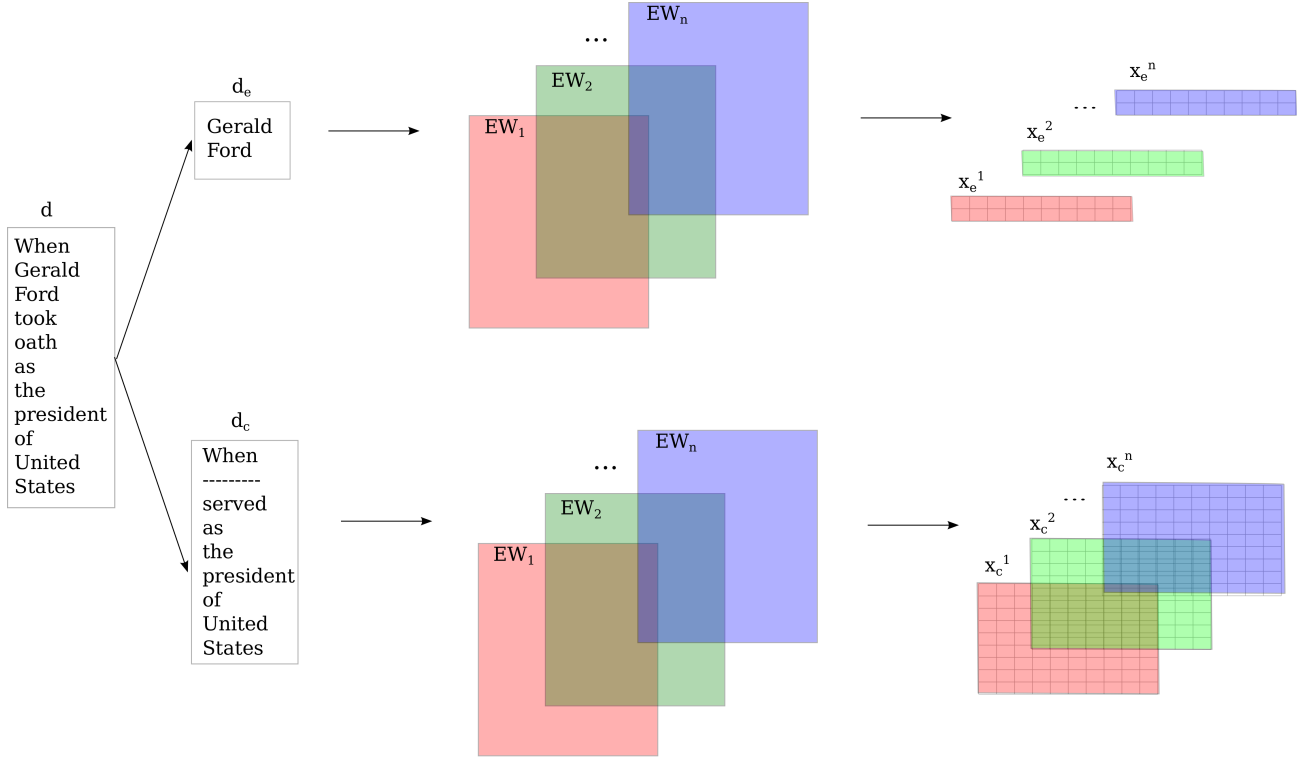 d
When
Gerald
Ford
took
oath
as
the
president
of
United
States
d_e
Gerald
Ford
d_c
When
---------
served
as
the
president
of
United
States
EW_1
EW_2
...
EW_n
EW_1
EW_2
...
EW_n
x_e^1
x_e^2
...
x_e^n
x_c^1
x_c^2
...
x_c^n